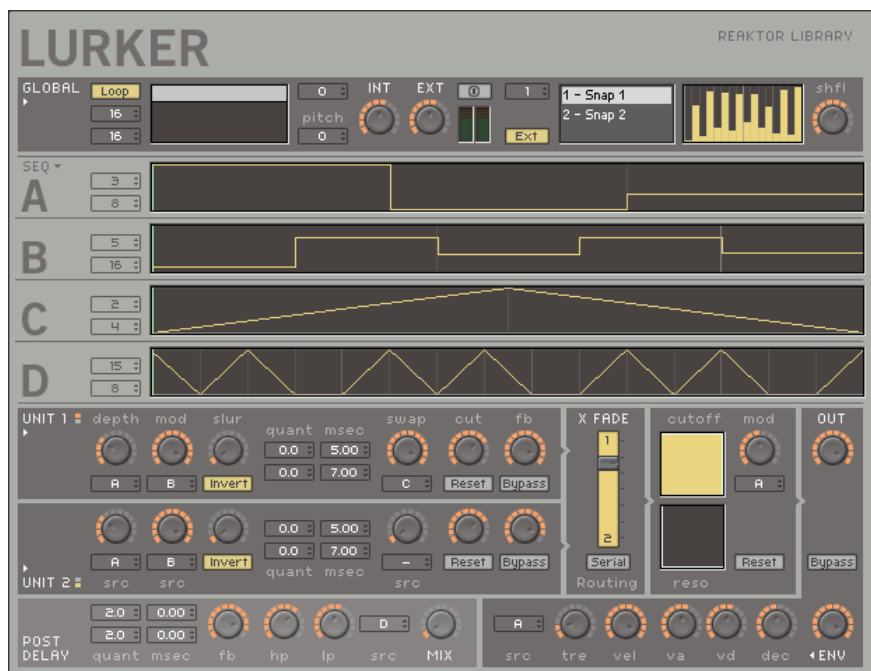 LURKER
REAKTOR LIBRARY
GLOBAL Loop 0 INT EXT 1 1 - Snap 1 shfl
16 pitch 2 - Snap 2
16 0 Ext
SEQ
A 3
8
B 5
16
C 2
4
D 15
8
UNIT 1 depth mod slur quant msec swap cut fb X FADE cutoff mod OUT
0.0 5.00 1
0.0 7.00
A B Invert C Reset Bypass A
0.0 5.00
0.0 7.00 2
A B Invert quant msec - Reset Bypass Serial Reset Bypass
UNIT 2 src src src Routing reso
2.0 0.00 D A
2.0 0.00
POST DELAY quant msec fb hp lp src MIX src tre vel va vd dec ENV